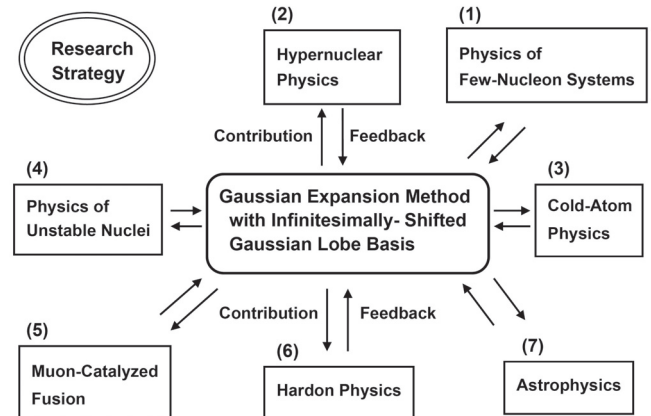 Research
Strategy
(2)
Hypernuclear
Physics
(1)
Physics of
Few-Nucleon Systems
Contribution
Feedback
(4)
Physics of
Unstable Nuclei
Gaussian Expansion Method
with Infinitesimally- Shifted
Gaussian Lobe Basis
(3)
Cold-Atom
Physics
Contribution
Feedback
(5)
Muon-Catalyzed
Fusion
(6)
Hardon Physics
(7)
Astrophysics